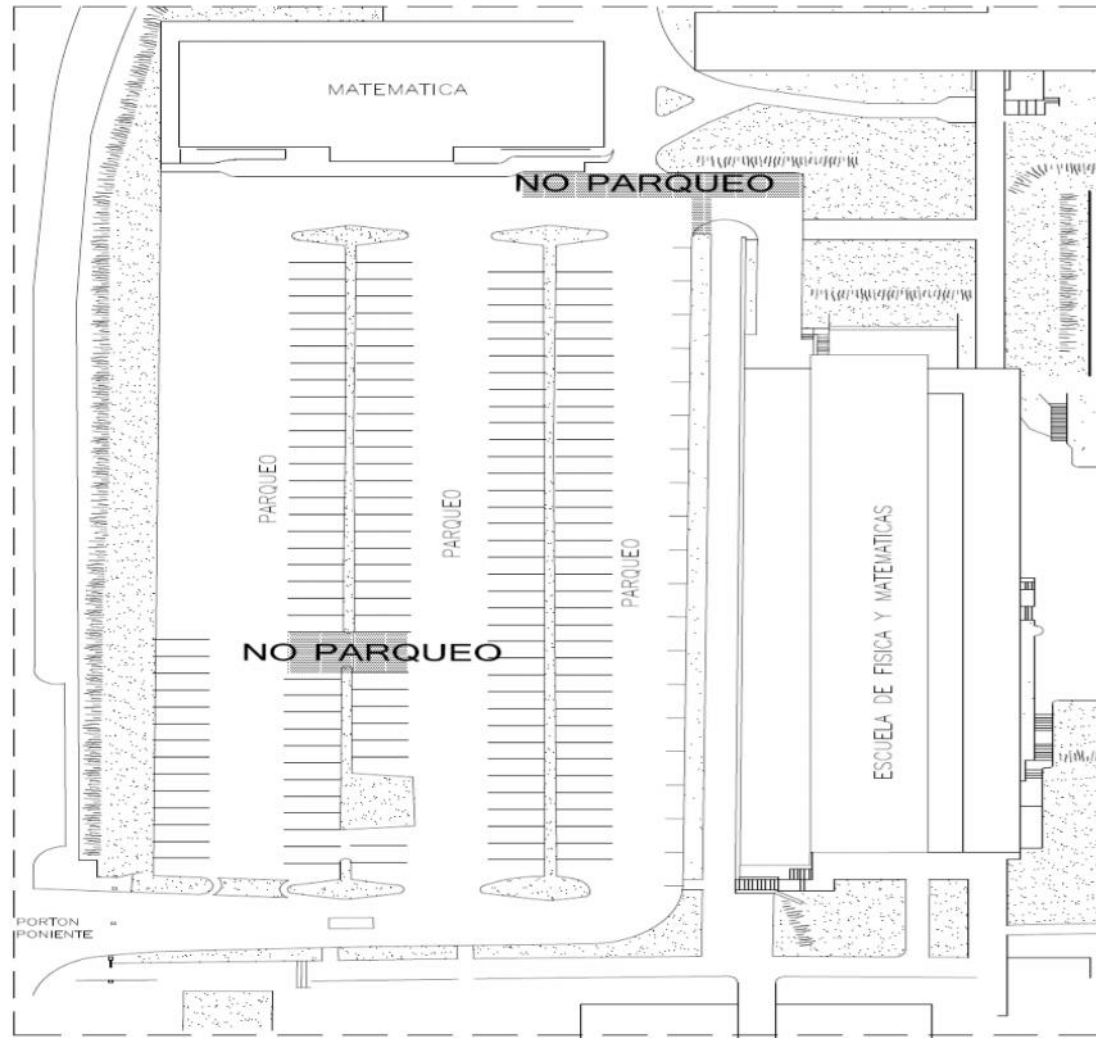 MATEMATICA
NO PARQUEO
PARQUEO
PARQUEO
PARQUEO
ESCUELA DE FISICA Y MATEMATICAS
NO PARQUEO
PORTON
PONIENTE